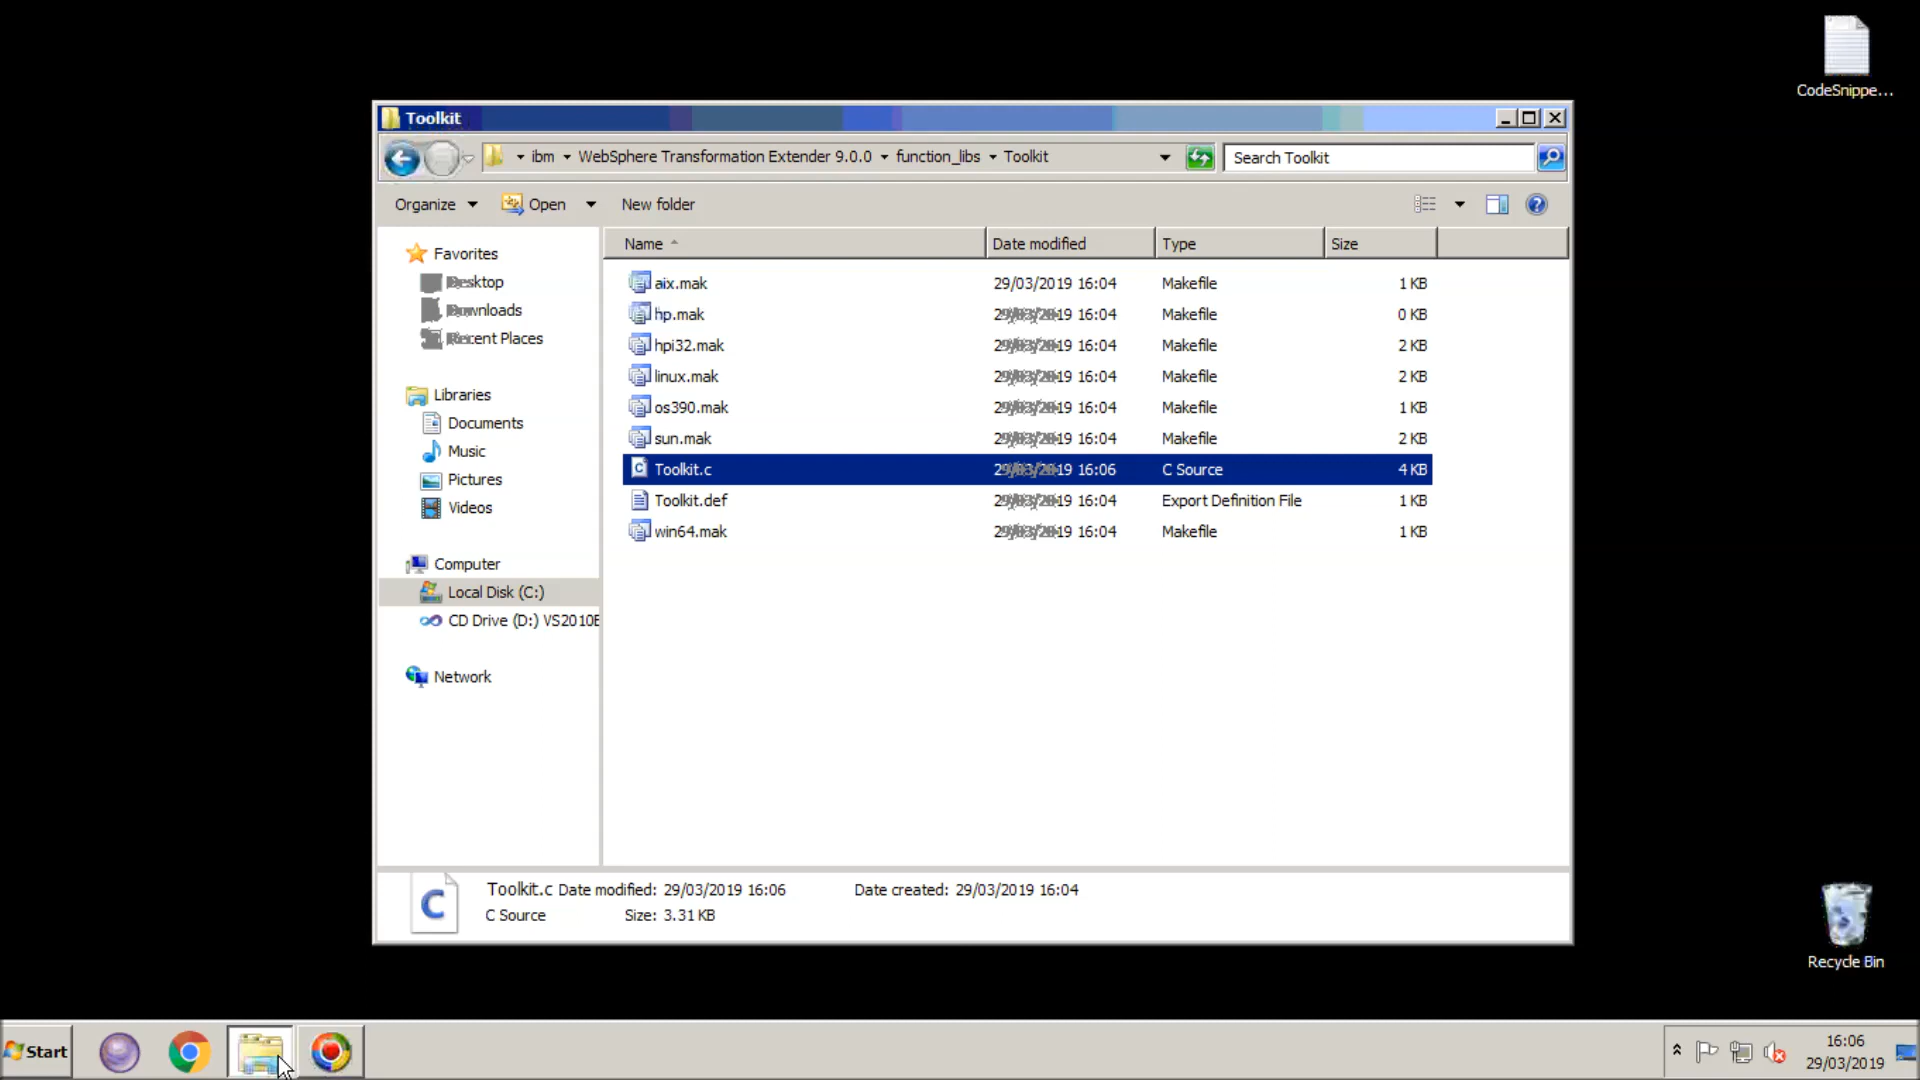 CodeSnippe...
Toolkit
ibm WebSphere Transformation Extender 9.0.0 function_libs Toolkit
Search Toolkit
Organize Open New folder
Name Date modified Type Size
Favorites
Desktop
Downloads
Recent Places
Libraries
Documents
Music
Pictures
Videos
Computer
Local Disk (C:)
CD Drive (D:) VS2010E
Network
aix.mak 29/03/2019 16:04 Makefile 1 KB
hp.mak 29/03/2019 16:04 Makefile 0 KB
hpi32.mak 29/03/2019 16:04 Makefile 2 KB
linux.mak 29/03/2019 16:04 Makefile 2 KB
os390.mak 29/03/2019 16:04 Makefile 1 KB
sun.mak 29/03/2019 16:04 Makefile 2 KB
Toolkit.c 29/03/2019 16:06 C Source 4 KB
Toolkit.def 29/03/2019 16:04 Export Definition File 1 KB
win64.mak 29/03/2019 16:04 Makefile 1 KB
Toolkit.c Date modified: 29/03/2019 16:06 Date created: 29/03/2019 16:04
C Source Size: 3.31 KB
Recycle Bin
Start
16:06
29/03/2019